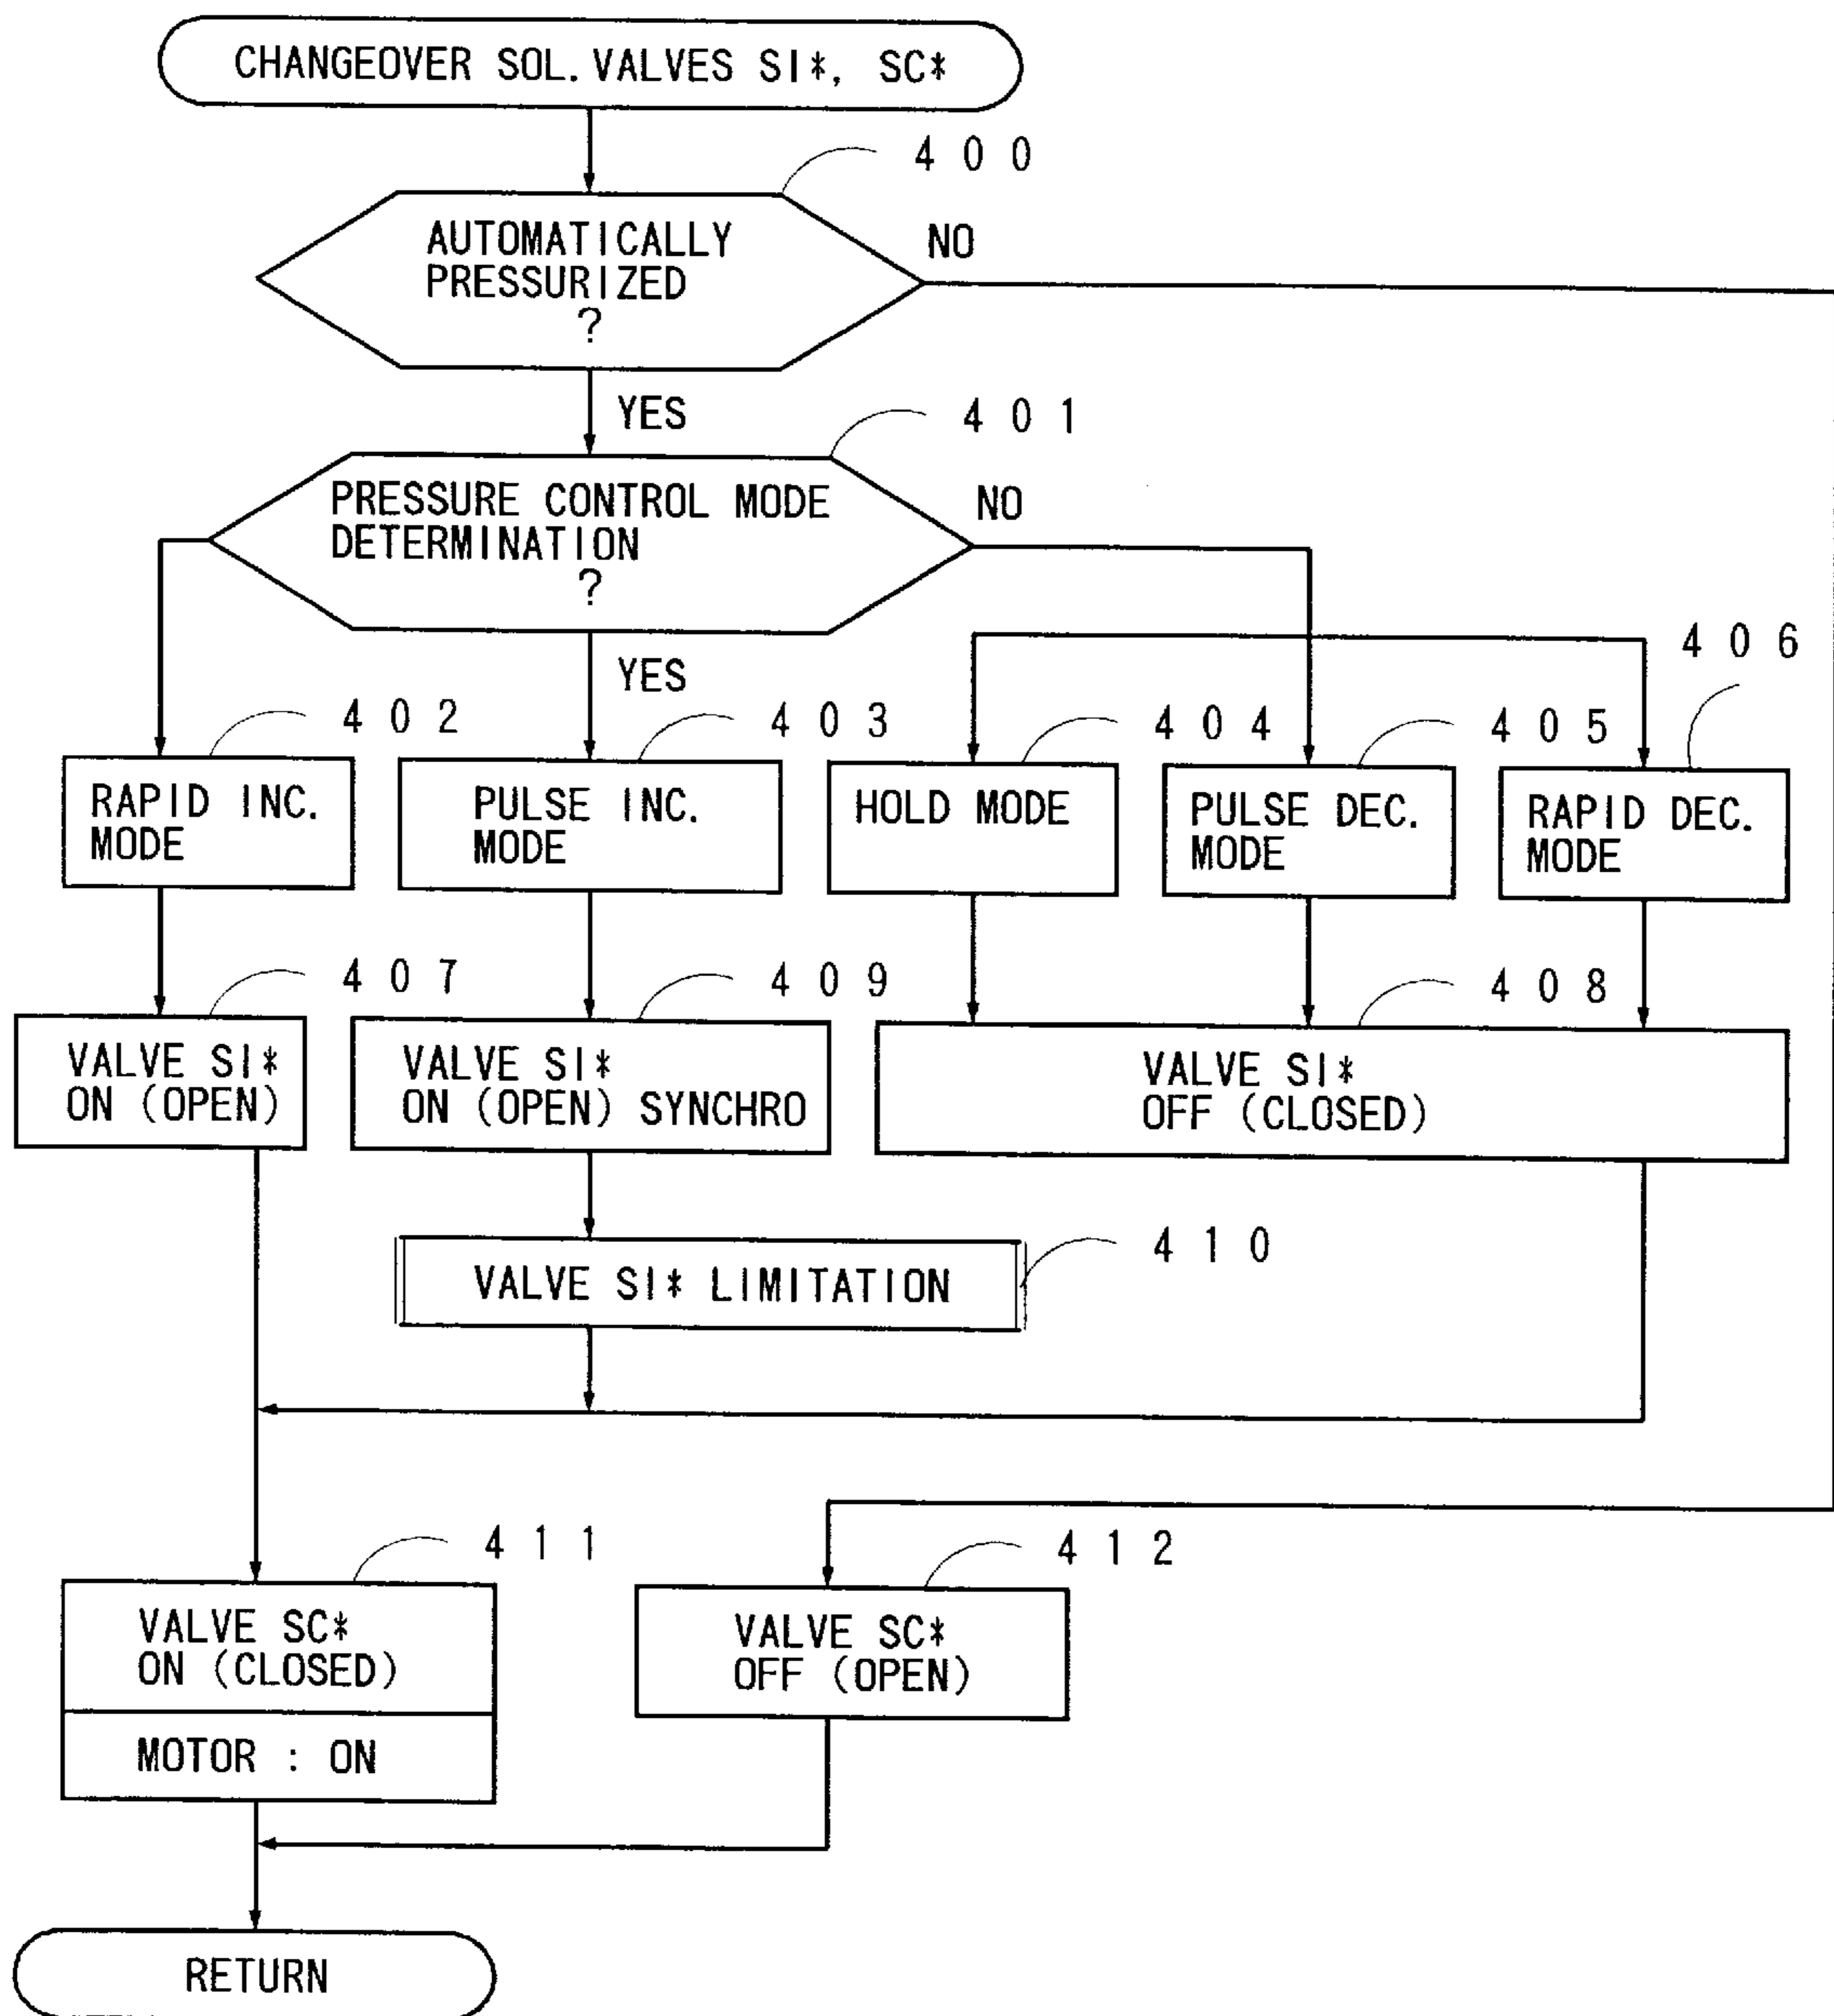 CHANGEOVER SOL. VALVES SI*, SC*
400
AUTOMATICALLY
PRESSURIZED
?
NO
YES
401
PRESSURE CONTROL MODE
DETERMINATION
?
NO
YES
402
403
404
405
406
RAPID INC.
MODE
PULSE INC.
MODE
HOLD MODE
PULSE DEC.
MODE
RAPID DEC.
MODE
407
409
408
VALVE SI*
ON (OPEN)
VALVE SI*
ON (OPEN) SYNCHRO
VALVE SI*
OFF (CLOSED)
410
VALVE SI* LIMITATION
411
412
VALVE SC*
ON (CLOSED)
MOTOR : ON
VALVE SC*
OFF (OPEN)
RETURN